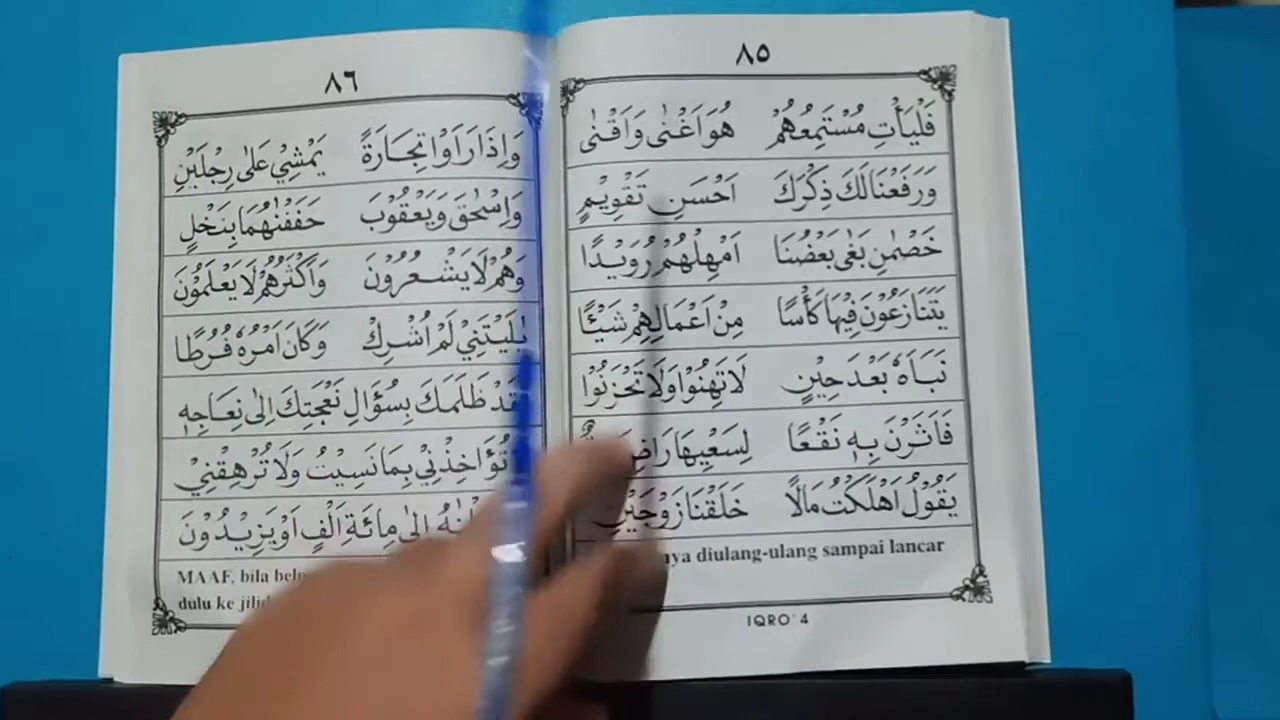 ٨٥
فَلْيَأْتِ مُسْتَمِعُهُمْ هُوَ اَغْنٰى وَاَقْنٰى
وَرَفَعْنَا لَكَ ذِكْرَكَ اَحْسَنِ تَقْوِيْمٍ
خَصْمٰنِ بَغٰى بَعْضُنَا اَمْهِلْهُمْ رُوَيْدًا
يَتَنَازَعُوْنَ فِيْهَا كَأْسًا مِنْ اَعْمَالِهِمْ شَيْـًٔا
نَبَاَهٗ بَعْدَ حِيْنٍ لَا تَهِنُوْا وَلَا تَحْزَنُوْا
فَاَثَرْنَ بِهٖ نَقْعًا لِسَعْيِهَا
يَقُوْلُ اَهْلَكْتُ مَالًا خَلَقْنَا زَوْجَيْنِ
diulang-ulang sampai lancar
IQRO' 4
٨٦
وَاِذَا رَاَوْا تِجَارَةً يَمْشِيْ عَلٰى رِجْلَيْنِ
وَاِسْحٰقَ وَيَعْقُوْبَ حَفَفْنٰهُمَا بِنَخْلٍ
وَهُمْ لَا يَشْعُرُوْنَ وَاَكْثَرُهُمْ لَا يَعْلَمُوْنَ
يٰلَيْتَنِيْ لَمْ اُشْرِكْ وَكَانَ اَمْرُهٗ فُرُطًا
ظَلَمَكَ بِسُؤَالِ نَعْجَتِكَ اِلٰى نِعَاجِهٖ
تُؤَاخِذْنِيْ بِمَا نَسِيْتُ وَلَا تُرْهِقْنِيْ
اِلٰى مِائَةِ اَلْفٍ اَوْ يَزِيْدُوْنَ
MAAF, bila
dulu ke